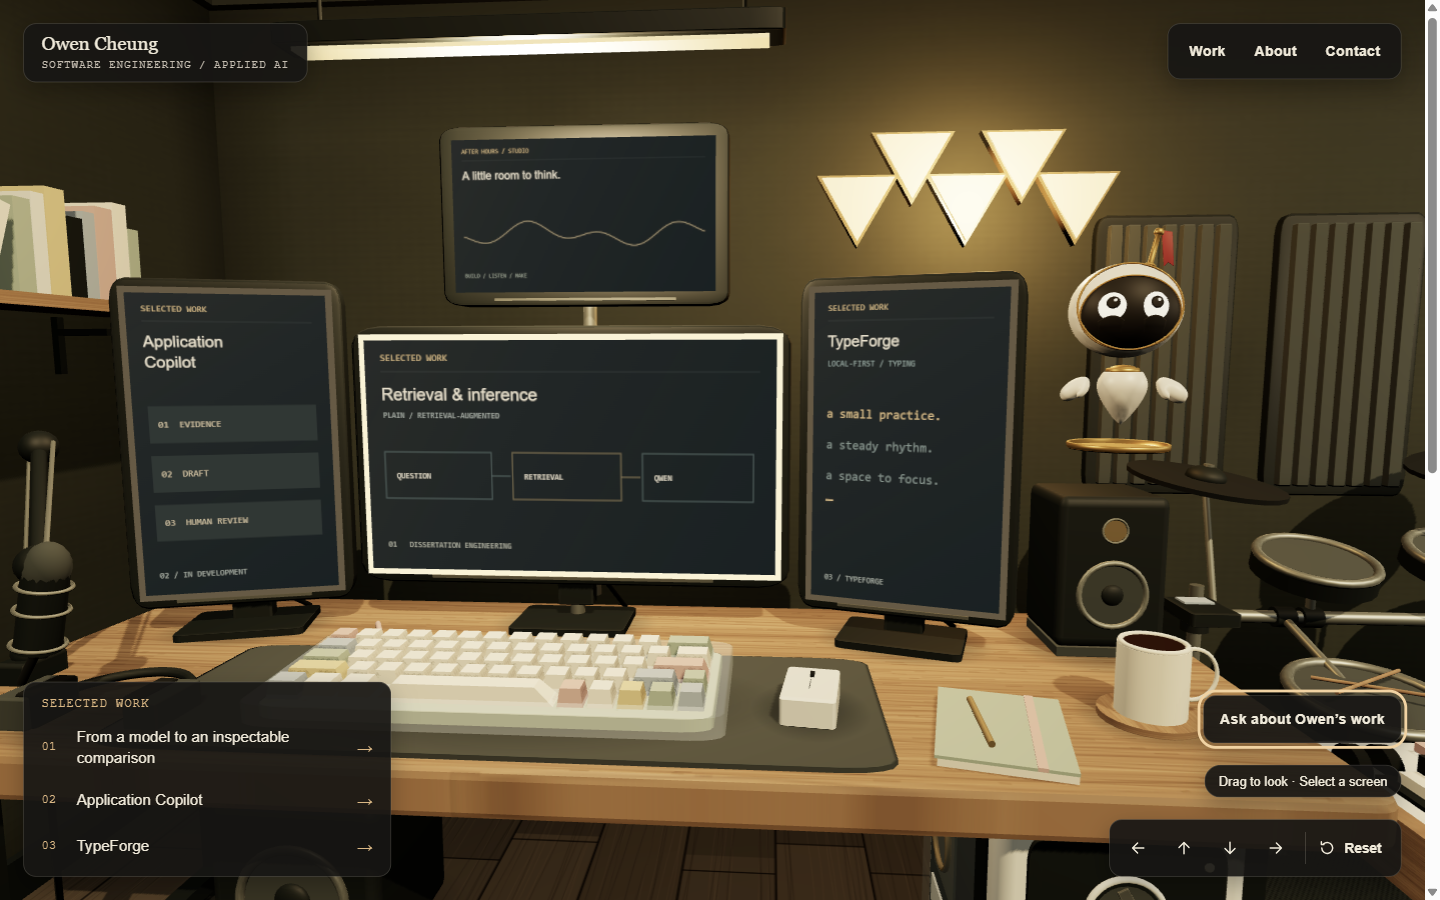 Owen Cheung
SOFTWARE ENGINEERING / APPLIED AI
Work
About
Contact
AFTER HOURS / STUDIO
A little room to think.
BUILD / LISTEN / MAKE
SELECTED WORK
Application
Copilot
01 EVIDENCE
02 DRAFT
03 HUMAN REVIEW
02 / IN DEVELOPMENT
SELECTED WORK
Retrieval & inference
PLAIN / RETRIEVAL-AUGMENTED
QUESTION
RETRIEVAL
QWEN
01 DISSERTATION ENGINEERING
SELECTED WORK
TypeForge
LOCAL-FIRST / TYPING
a small practice.
a steady rhythm.
a space to focus.
03 / TYPEFORGE
SELECTED WORK
01 From a model to an inspectable
comparison
→
02 Application Copilot →
03 TypeForge →
Ask about Owen's work
Drag to look · Select a screen
← ↑ ↓ → Reset